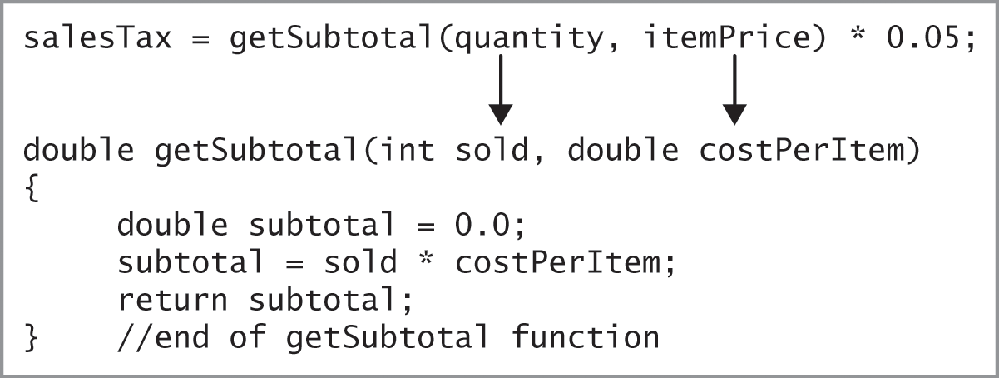 salesTax = getSubtotal(quantity, itemPrice) * 0.05;
double getSubtotal(int sold, double costPerItem)
{
double subtotal = 0.0;
subtotal = sold * costPerItem;
return subtotal;
} //end of getSubtotal function